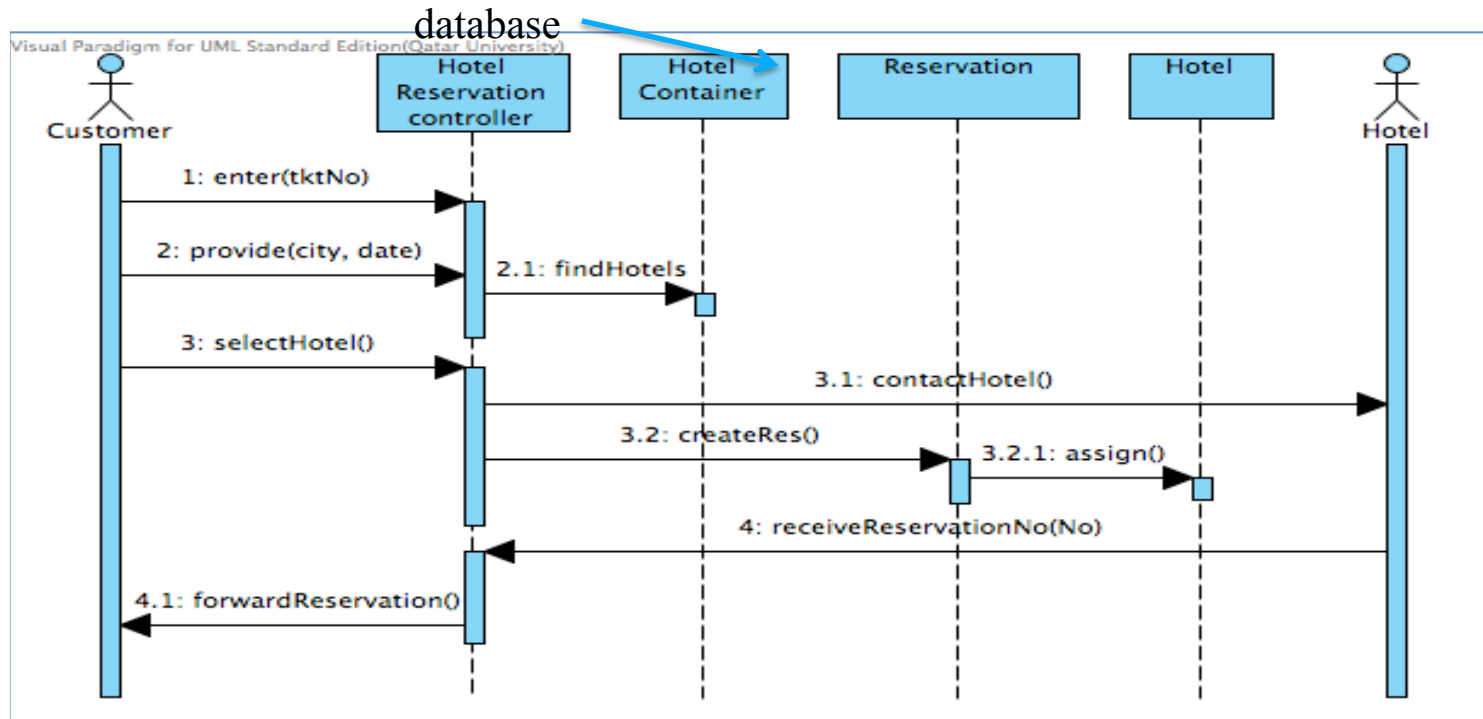 database
Visual Paradigm for UML Standard Edition(Qatar University)
Hotel
Reservation
controller
Hotel
Container
Reservation
Hotel
Customer
Hotel
1: enter(tktNo)
2: provide(city, date)
2.1: findHotels
3: selectHotel()
3.1: contactHotel()
3.2: createRes()
3.2.1: assign()
4: receiveReservationNo(No)
4.1: forwardReservation()